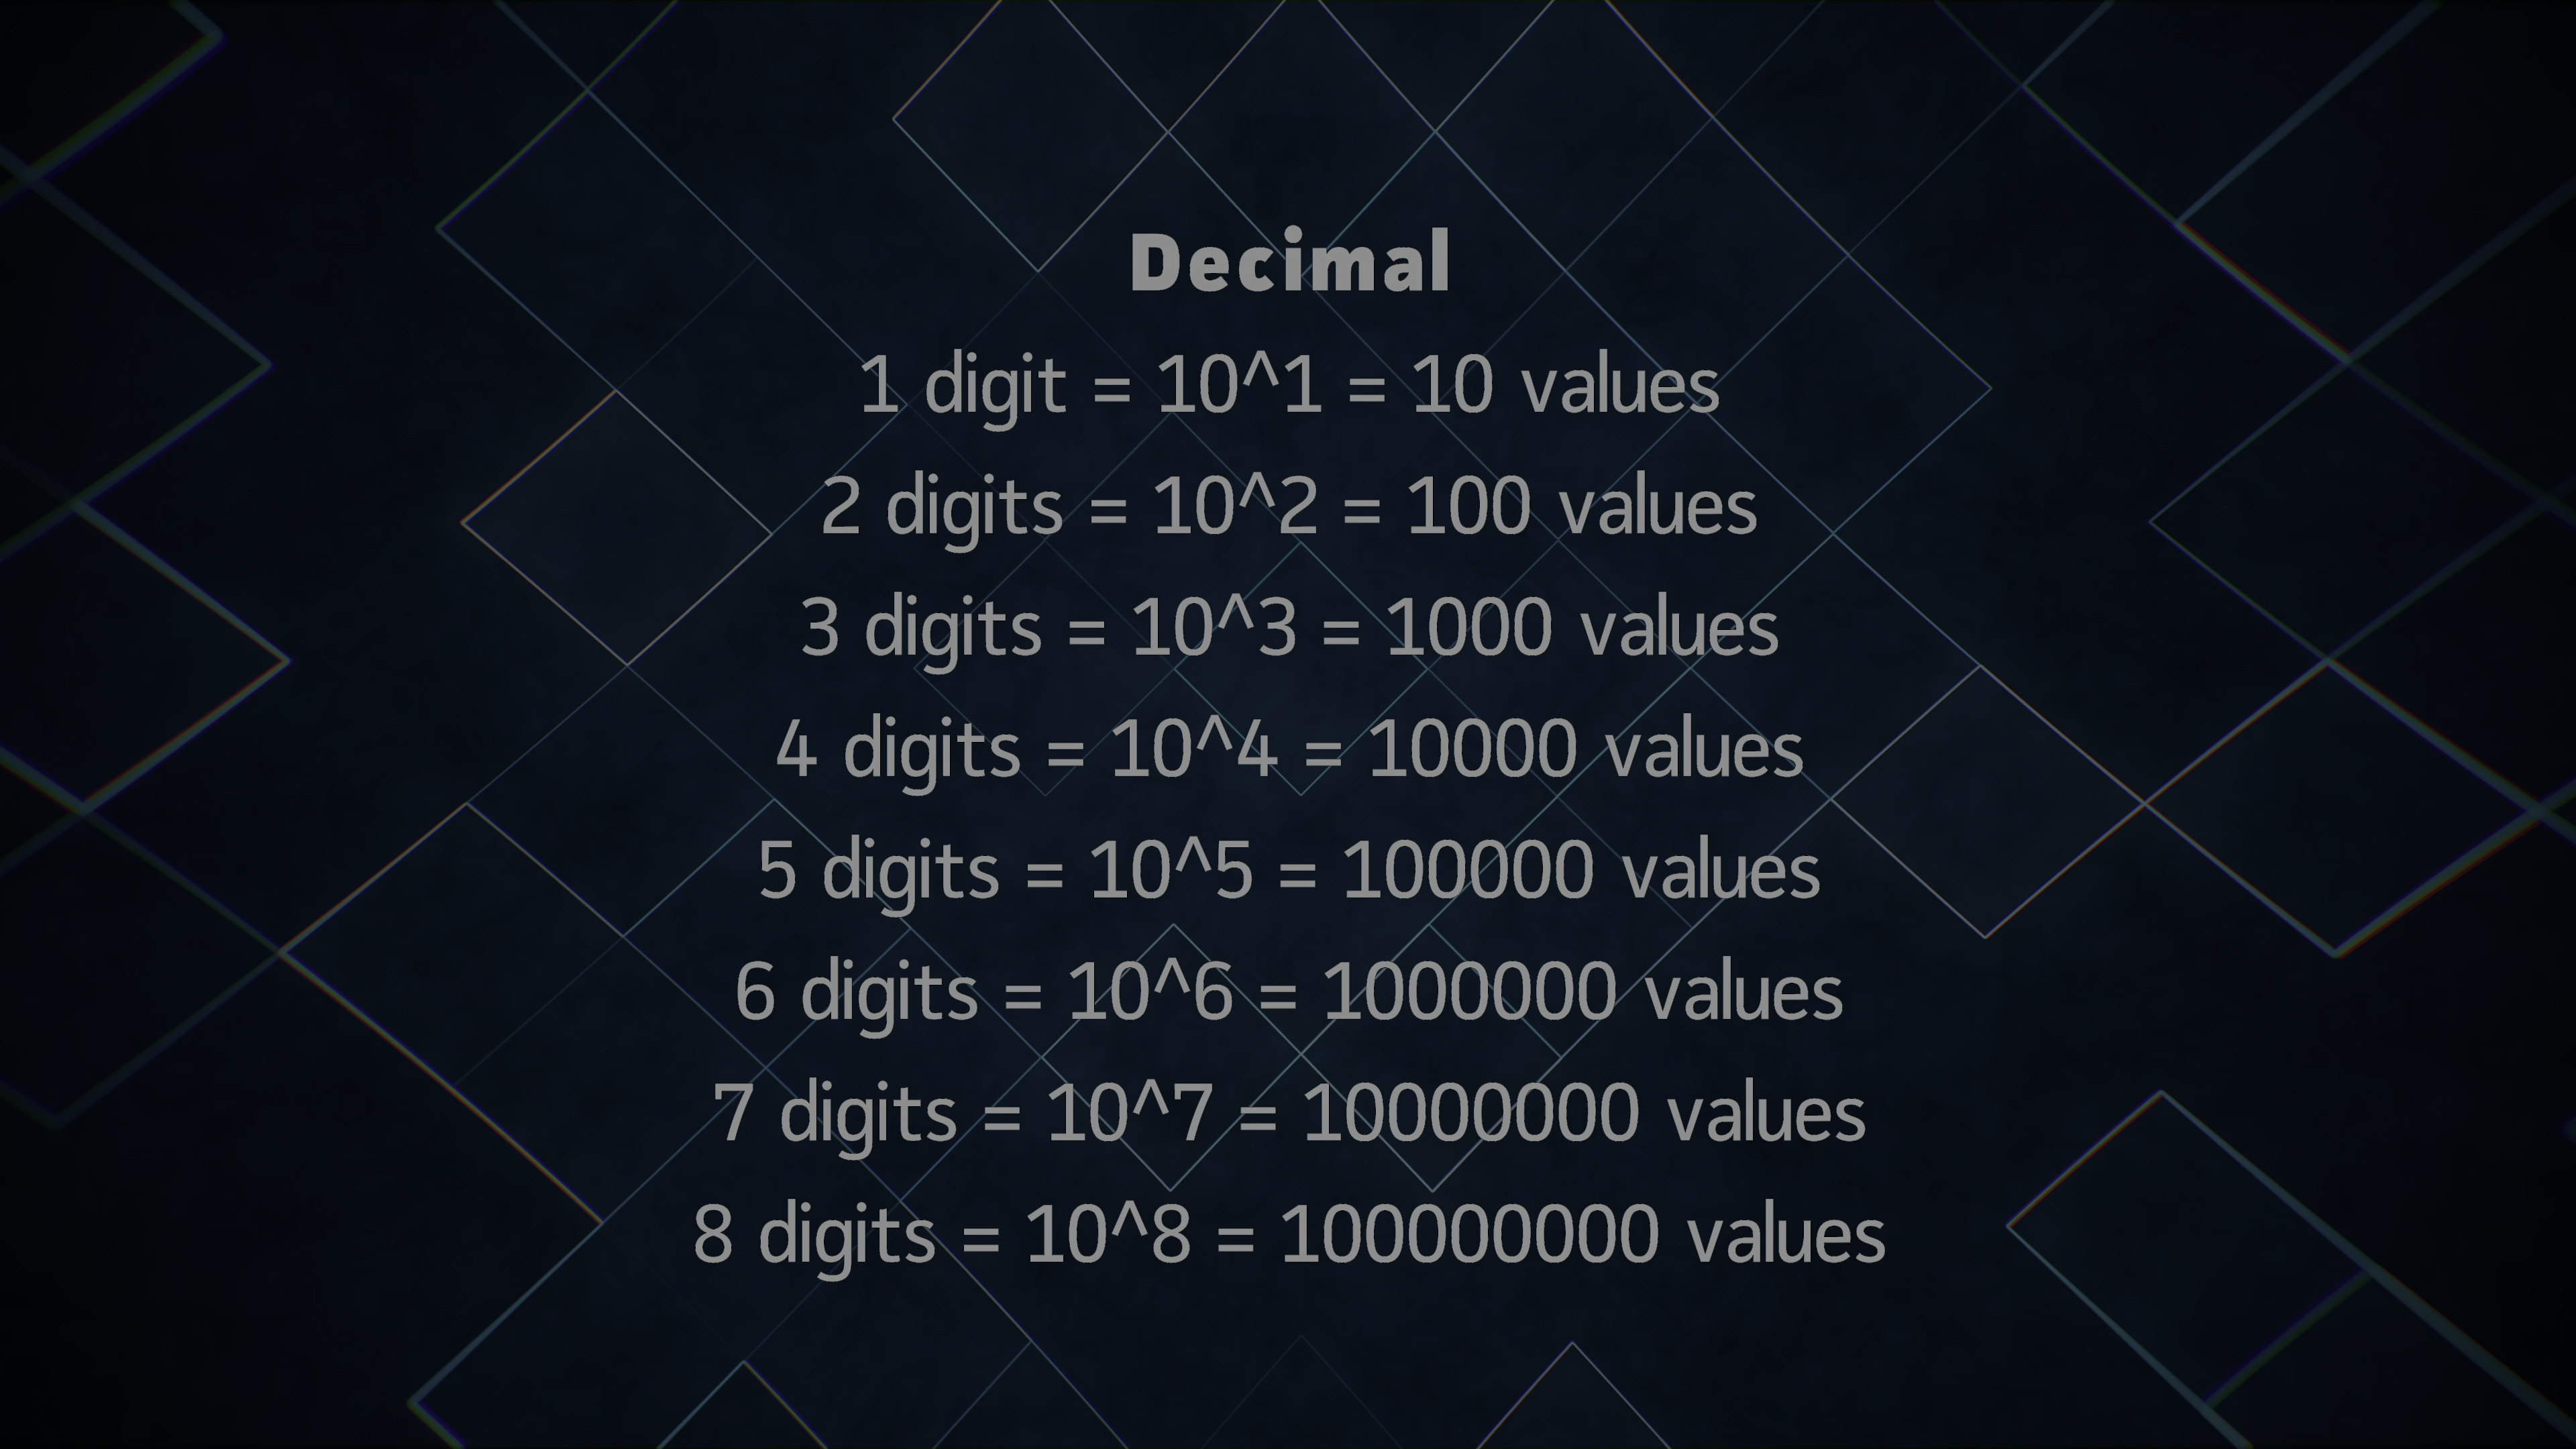 Decimal
1 digit = 10^1 = 10 values
2 digits = 10^2 = 100 values
3 digits = 10^3 = 1000 values
4 digits = 10^4 = 10000 values
5 digits = 10^5 = 100000 values
6 digits = 10^6 = 1000000 values
7 digits = 10^7 = 10000000 values
8 digits = 10^8 = 100000000 values